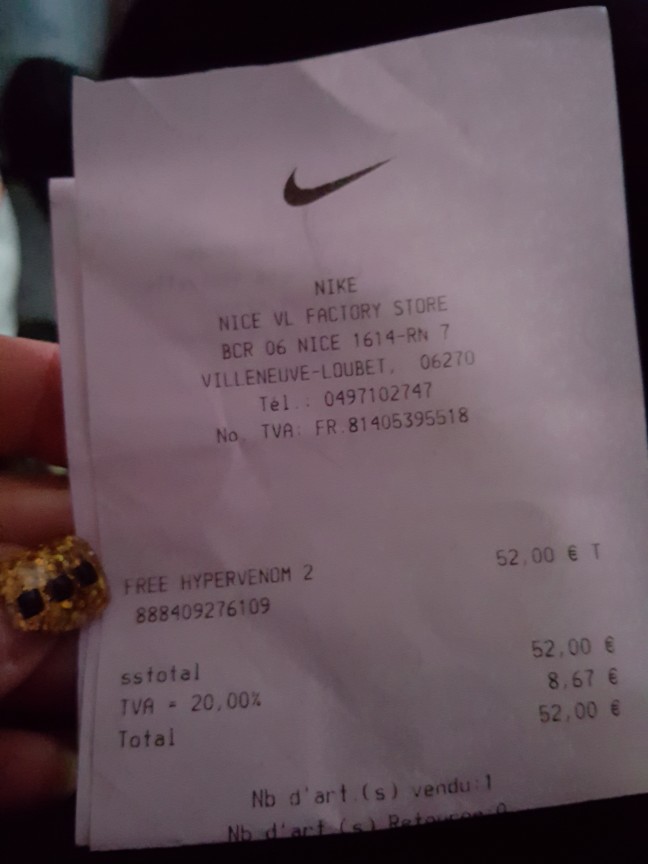 NIKE
NICE VL FACTORY STORE
BCR 06 NICE 1614-RN 7
VILLENEUVE-LOUBET, 06270
Tél.: 0497102747
No. TVA: FR.81405395518
FREE HYPERVENOM 2 52,00 € T
888409276109
sstotal 52,00 €
TVA = 20,00% 8,67 €
Total 52,00 €
Nb d'art.(s) vendu:1
Nb d'art.(s)